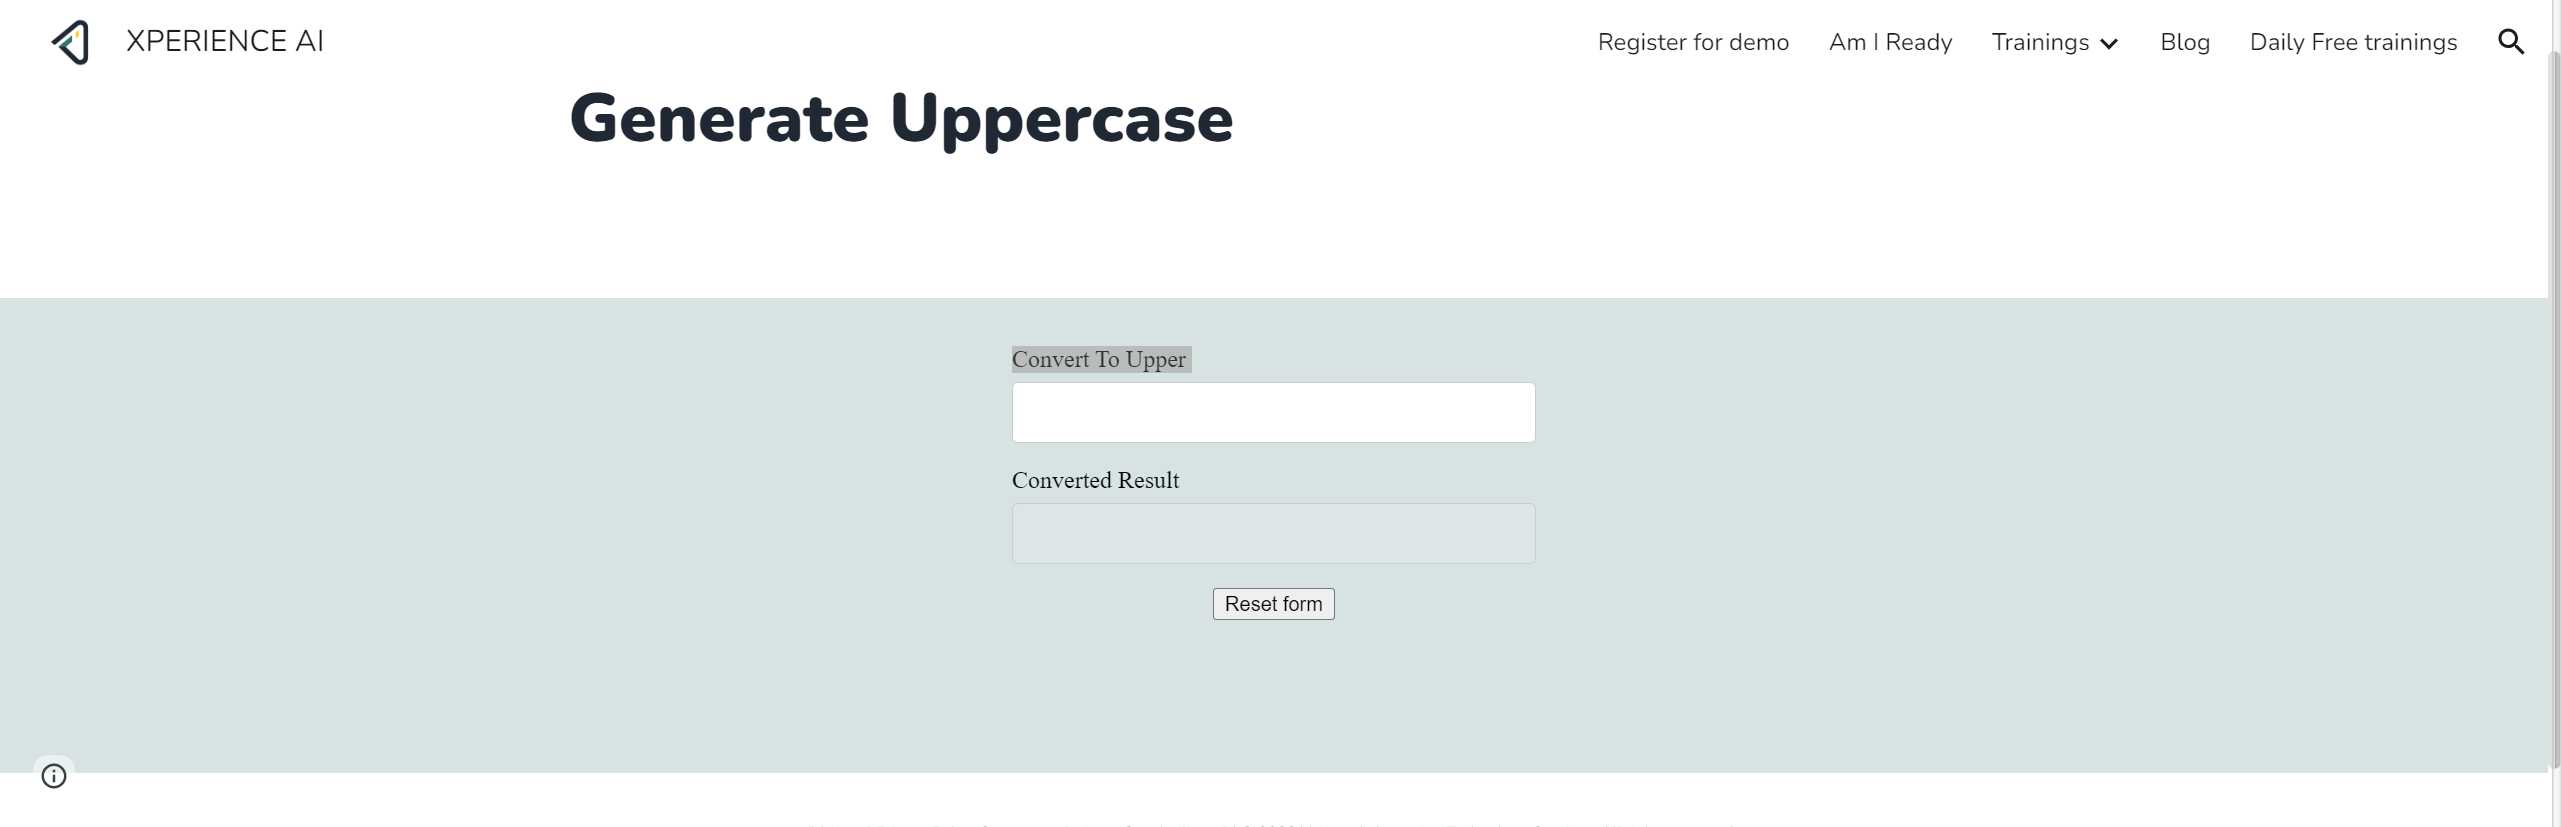 XPERIENCE AI
Register for demo Am I Ready Trainings Blog Daily Free trainings
Generate Uppercase
Convert To Upper
Converted Result
Reset form